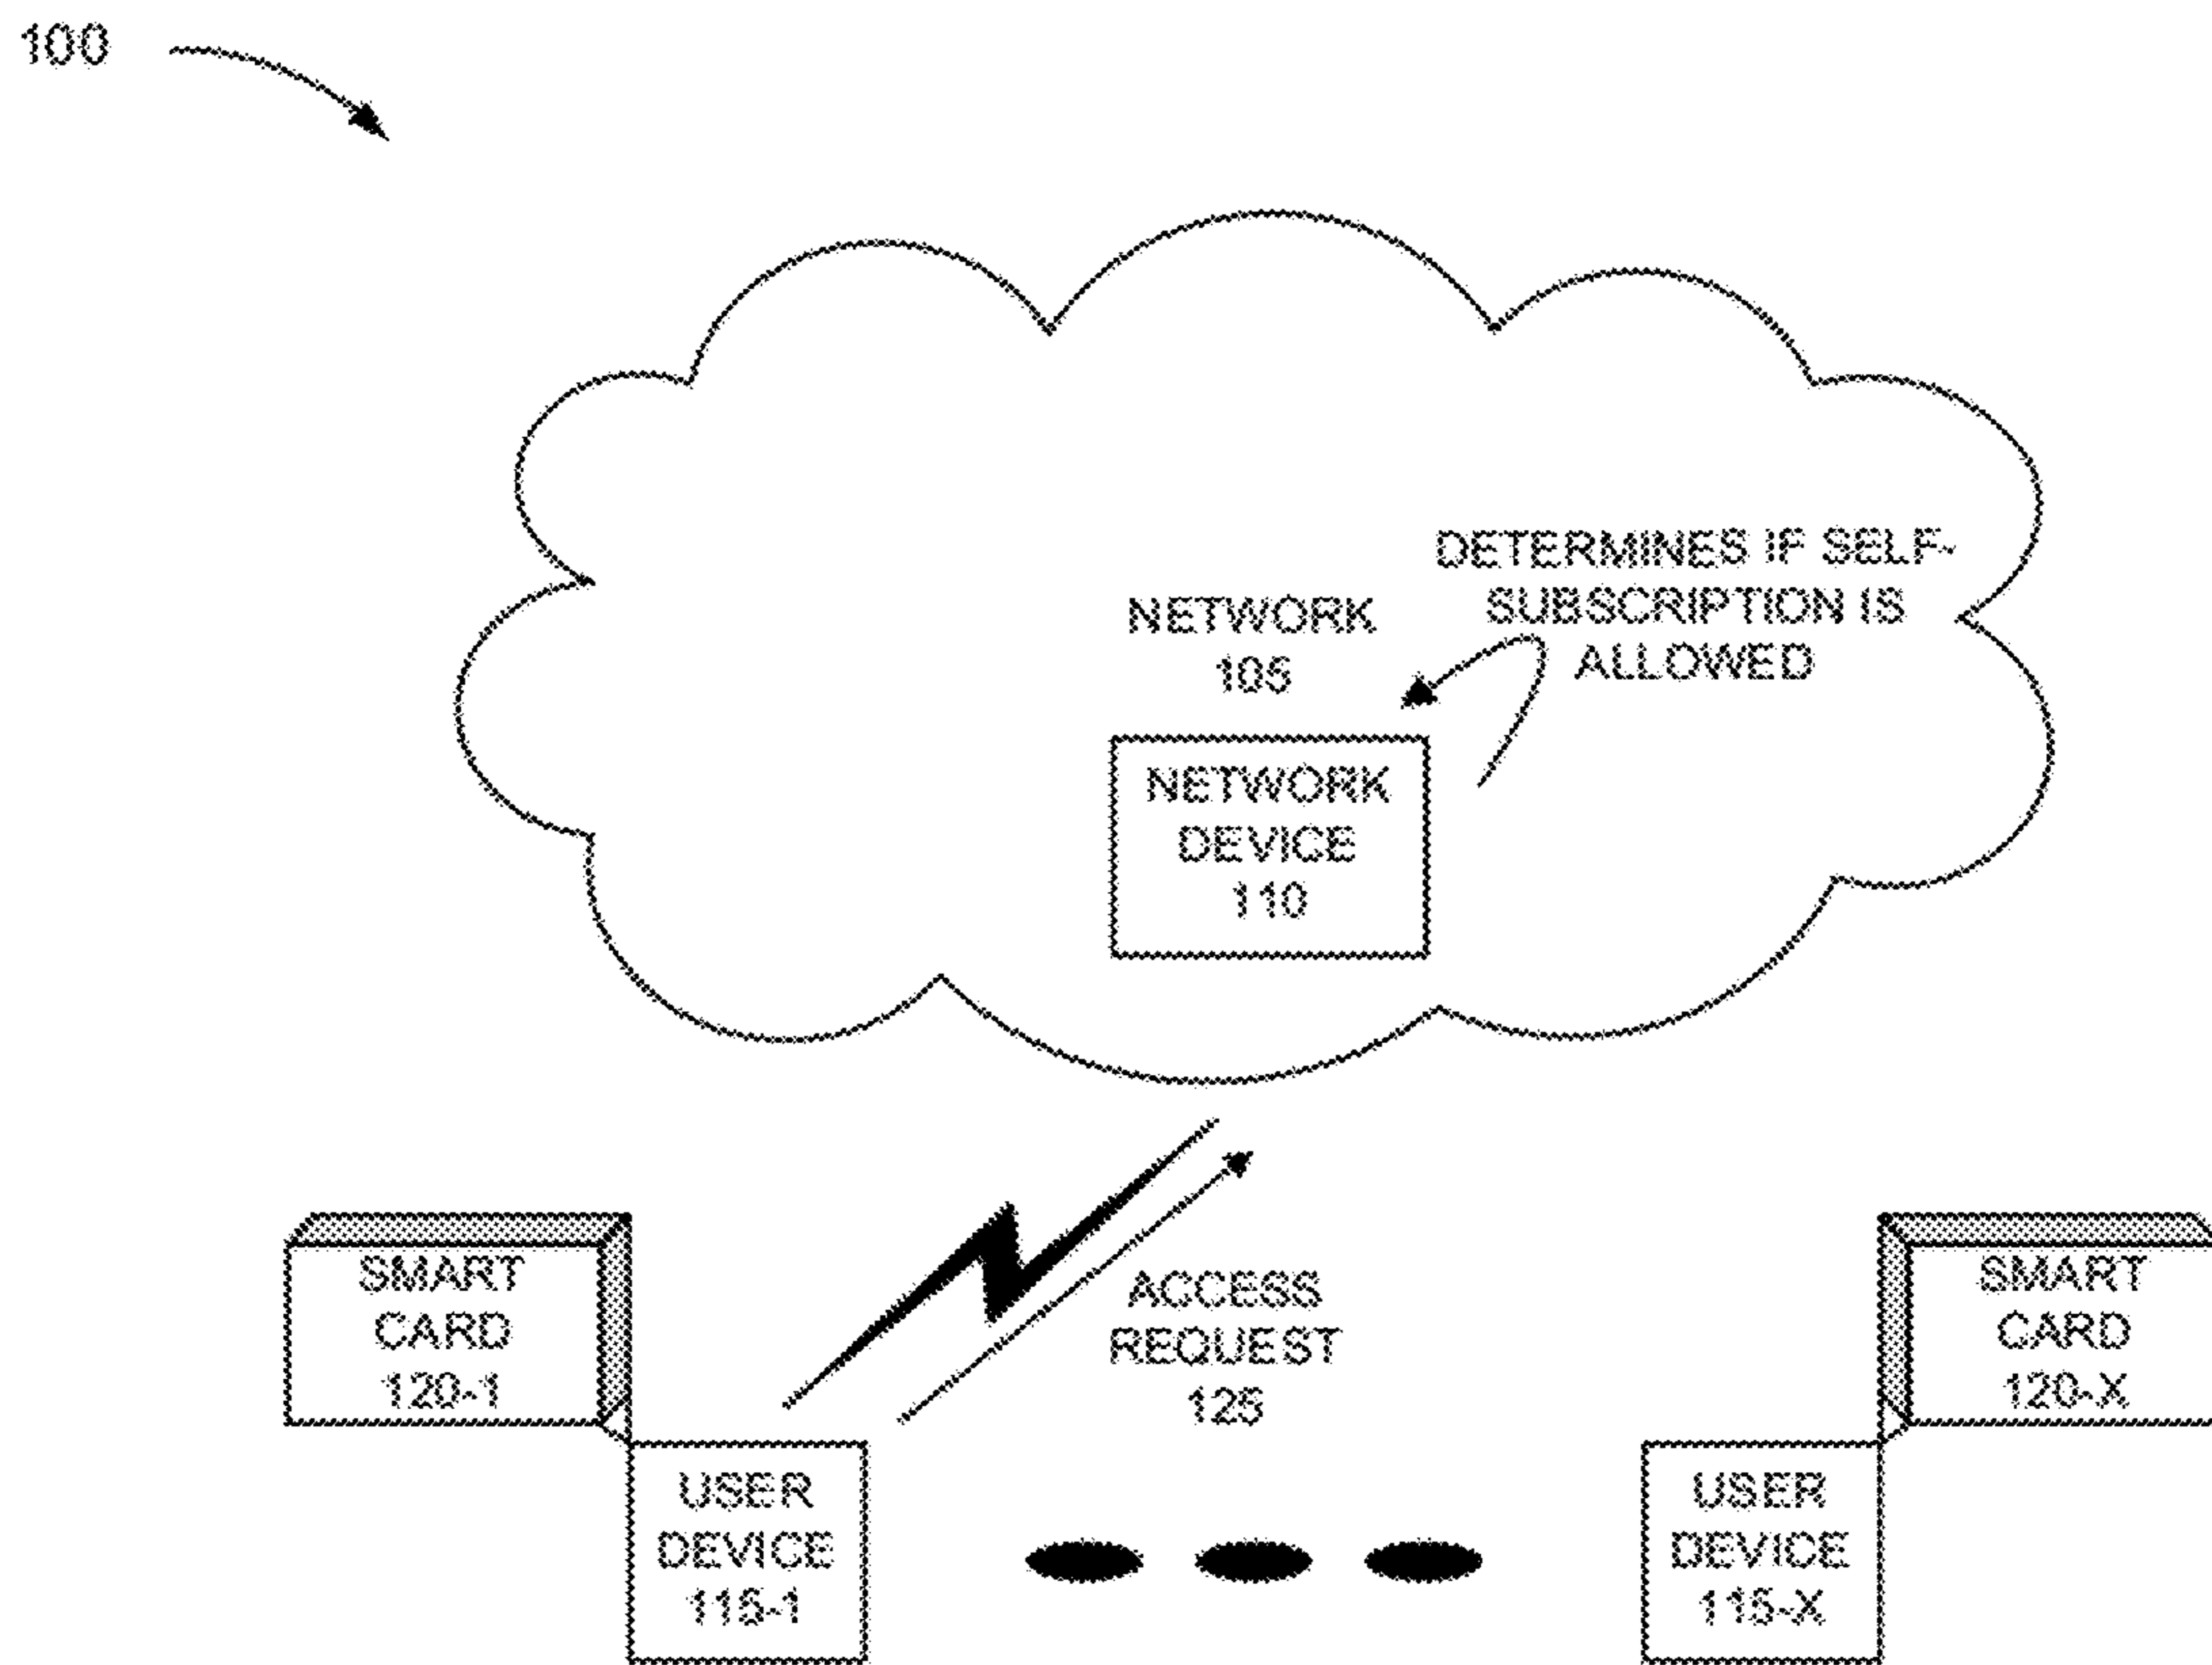 100
DETERMINES IF SELF-
SUBSCRIPTION IS
ALLOWED
NETWORK
105
NETWORK
DEVICE
110
SMART
CARD
120-1
ACCESS
REQUEST
125
SMART
CARD
120-X
USER
DEVICE
115-1
USER
DEVICE
115-X